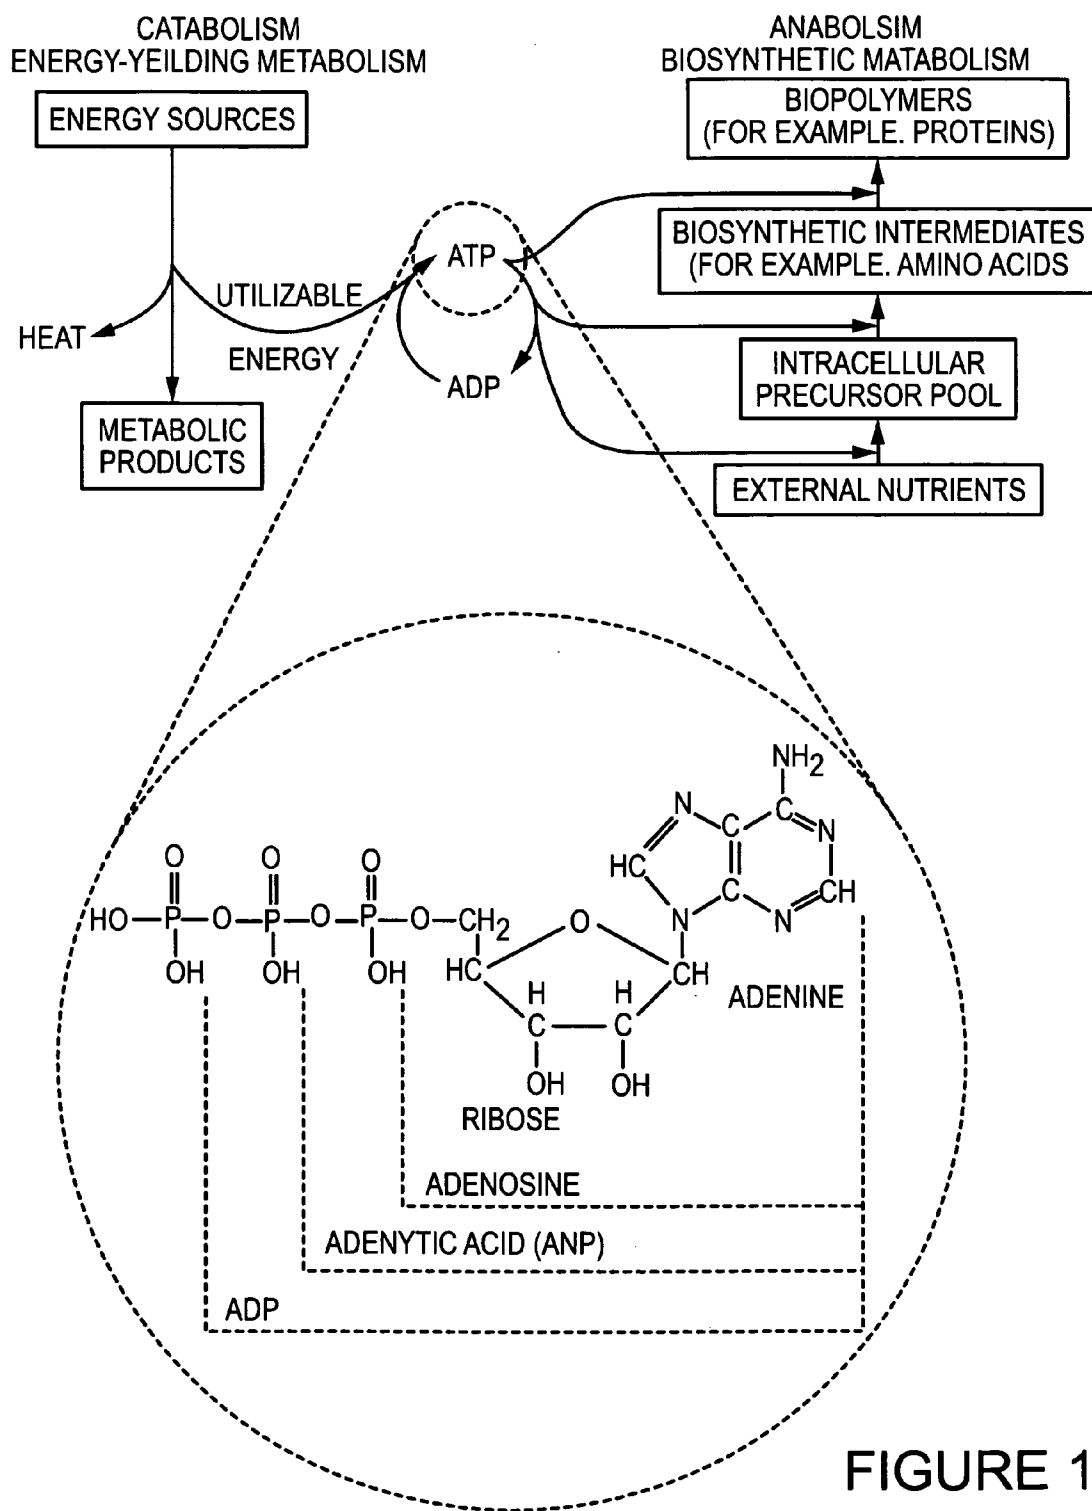 CATABOLISM
ENERGY-YEILDING METABOLISM
ENERGY SOURCES
HEAT
UTILIZABLE
ENERGY
METABOLIC
PRODUCTS
ATP
ADP
ANABOLSIM
BIOSYNTHETIC MATABOLISM
BIOPOLYMERS
(FOR EXAMPLE. PROTEINS)
BIOSYNTHETIC INTERMEDIATES
(FOR EXAMPLE. AMINO ACIDS
INTRACELLULAR
PRECURSOR POOL
EXTERNAL NUTRIENTS
NH2
N C C N
HC C N CH
N
O O O
HO P O P O P O CH2 O
OH OH OH HC CH
H H
C C
OH OH
ADENINE
RIBOSE
ADENOSINE
ADENYTIC ACID (ANP)
ADP
FIGURE 1